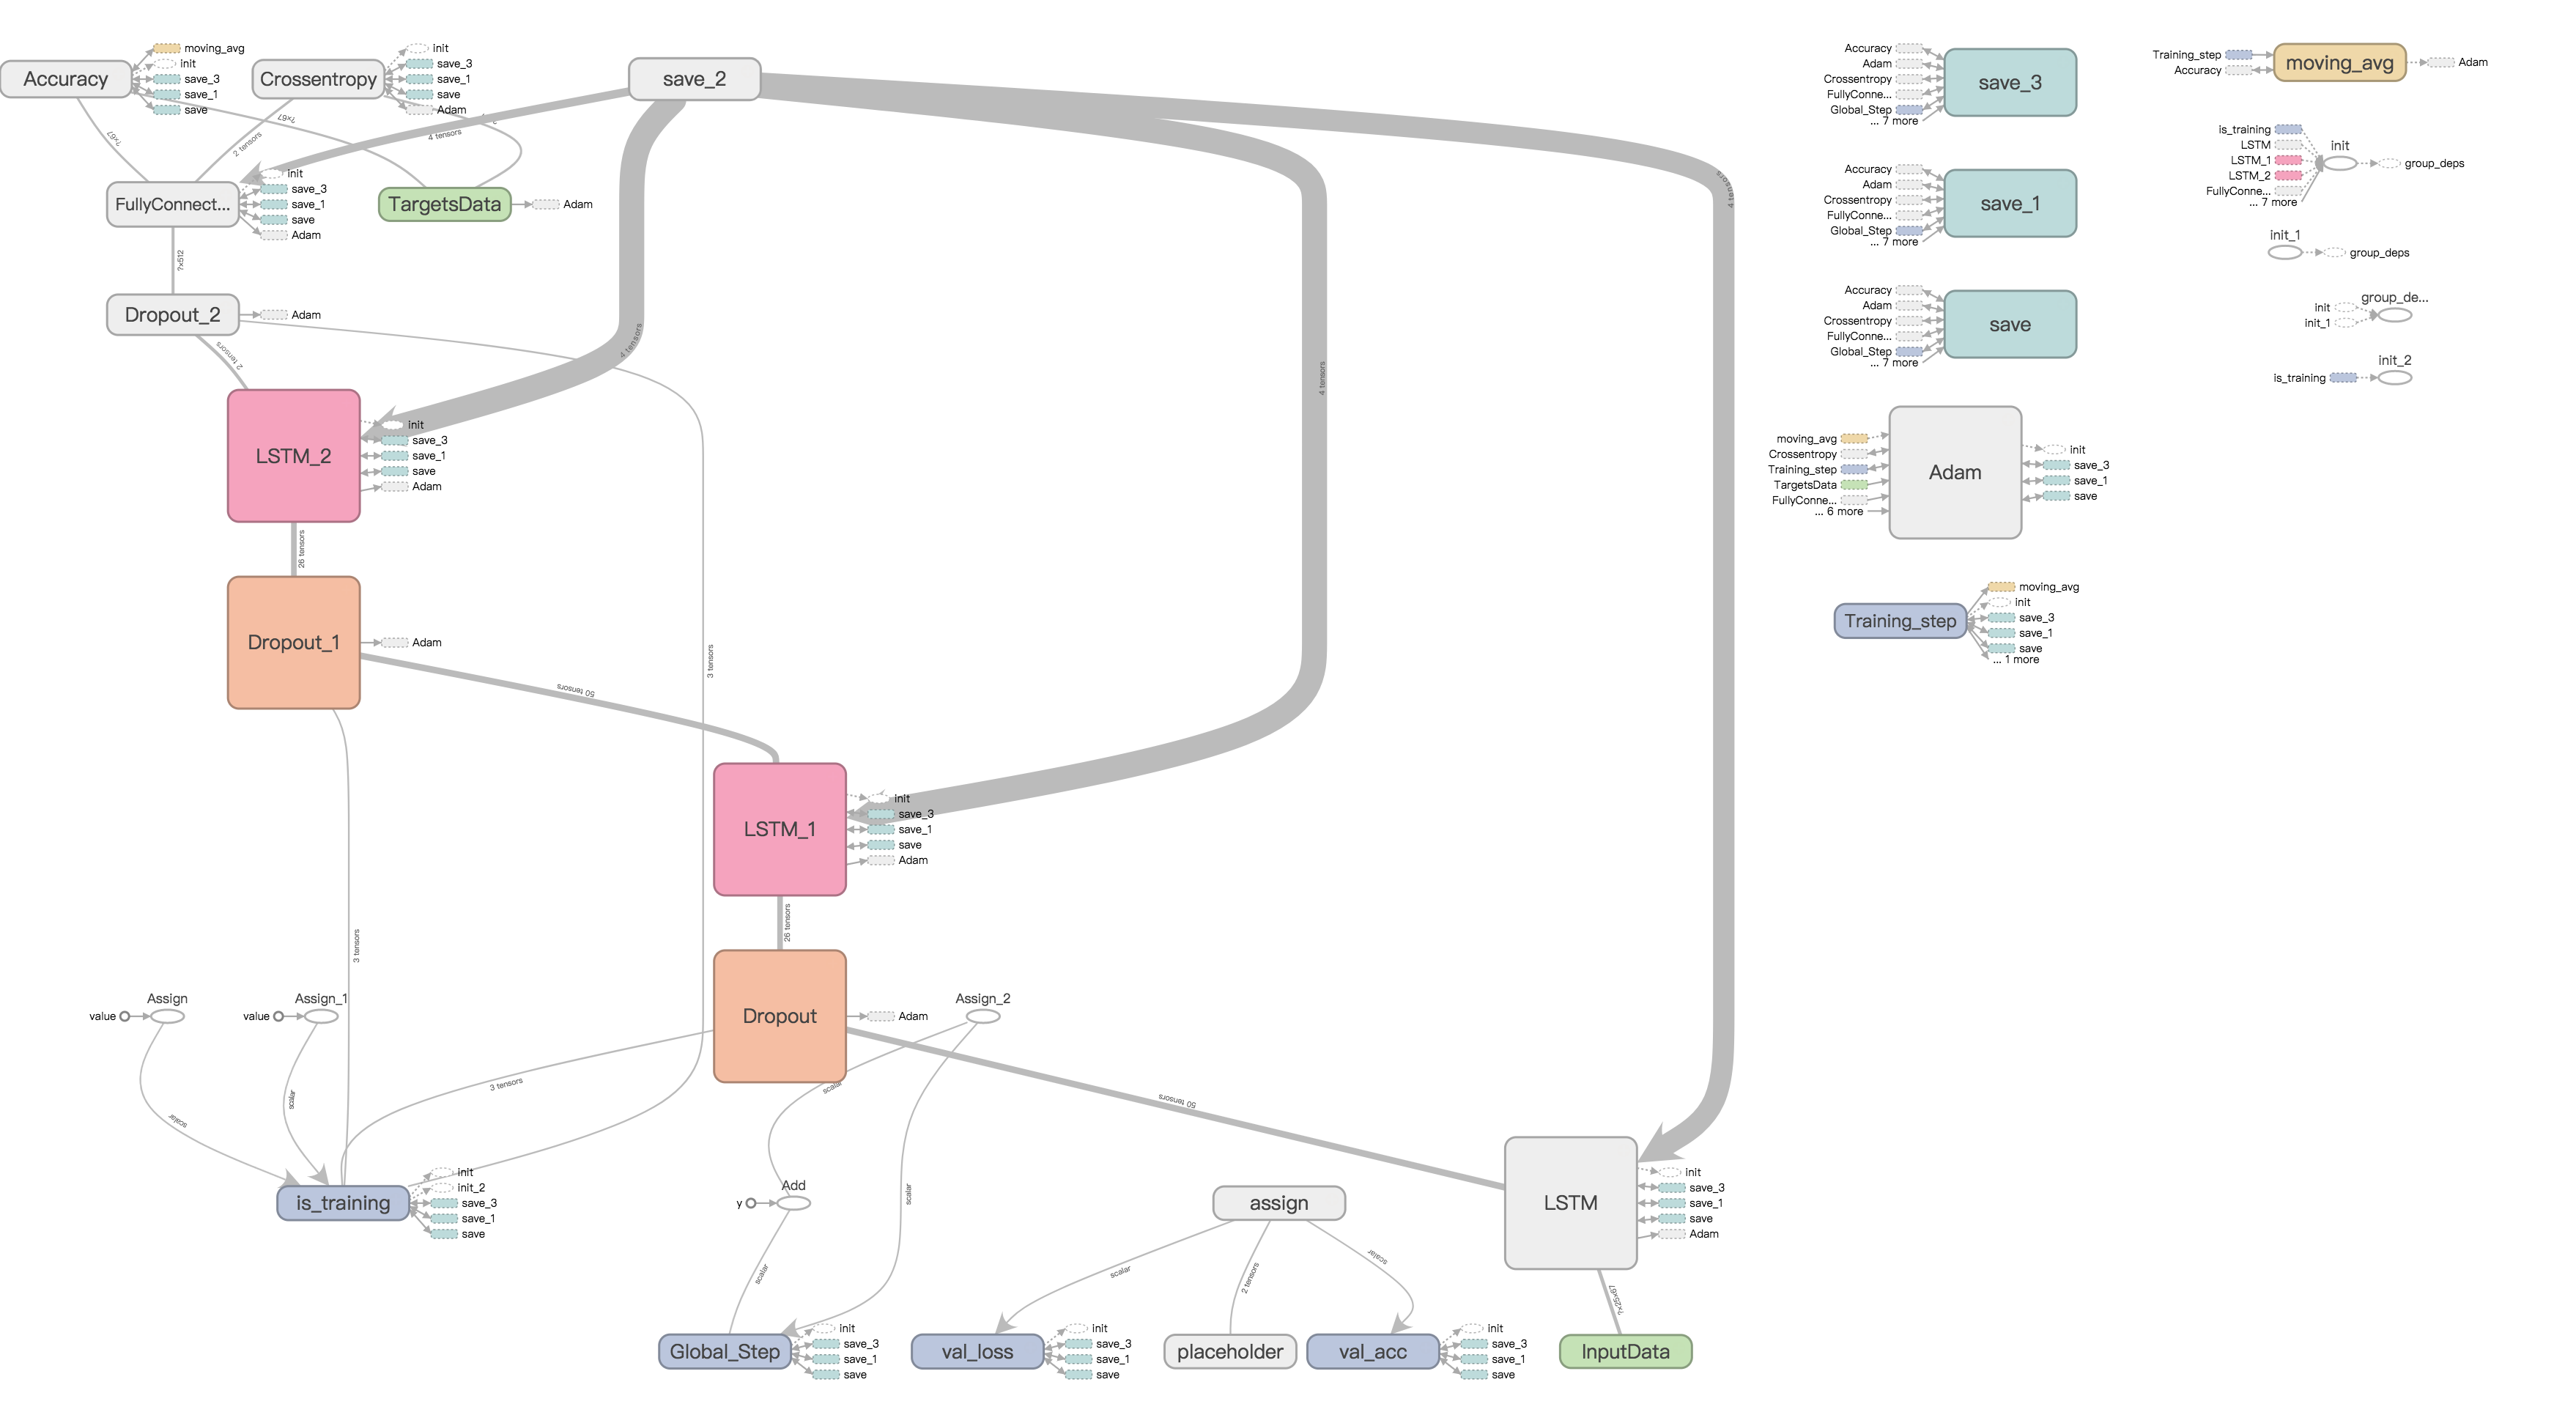 Accuracy
moving_avg
init
save_3
save_1
save
Crossentropy
init
save_3
save_1
save
Adam
save_2
?x67
2 tensors
?x67
4 tensors
FullyConnect...
init
save_3
save_1
save
Adam
TargetsData
Adam
?x512
Dropout_2
Adam
2 tensors
4 tensors
4 tensors
4 tensors
LSTM_2
init
save_3
save_1
save
Adam
26 tensors
Dropout_1
Adam
50 tensors
3 tensors
LSTM_1
init
save_3
save_1
save
Adam
26 tensors
3 tensors
Dropout
Adam
Assign
value
Assign_1
value
Assign_2
scalar
scalar
3 tensors
scalar
50 tensors
is_training
init
init_2
save_3
save_1
save
Add
y
scalar
scalar
assign
LSTM
init
save_3
save_1
save
Adam
scalar
2 tensors
scalar
?x25x67
Global_Step
init
save_3
save_1
save
val_loss
init
save_3
save_1
save
placeholder
val_acc
init
save_3
save_1
save
InputData
Accuracy
Adam
Crossentropy
FullyConne...
Global_Step
... 7 more
save_3
Accuracy
Adam
Crossentropy
FullyConne...
Global_Step
... 7 more
save_1
Accuracy
Adam
Crossentropy
FullyConne...
Global_Step
... 7 more
save
moving_avg
Crossentropy
Training_step
TargetsData
FullyConne...
... 6 more
Adam
init
save_3
save_1
save
Training_step
moving_avg
init
save_3
save_1
save
... 1 more
Training_step
Accuracy
moving_avg
Adam
is_training
LSTM
LSTM_1
LSTM_2
FullyConne...
... 7 more
init
group_deps
init_1
group_deps
group_de...
init
init_1
init_2
is_training